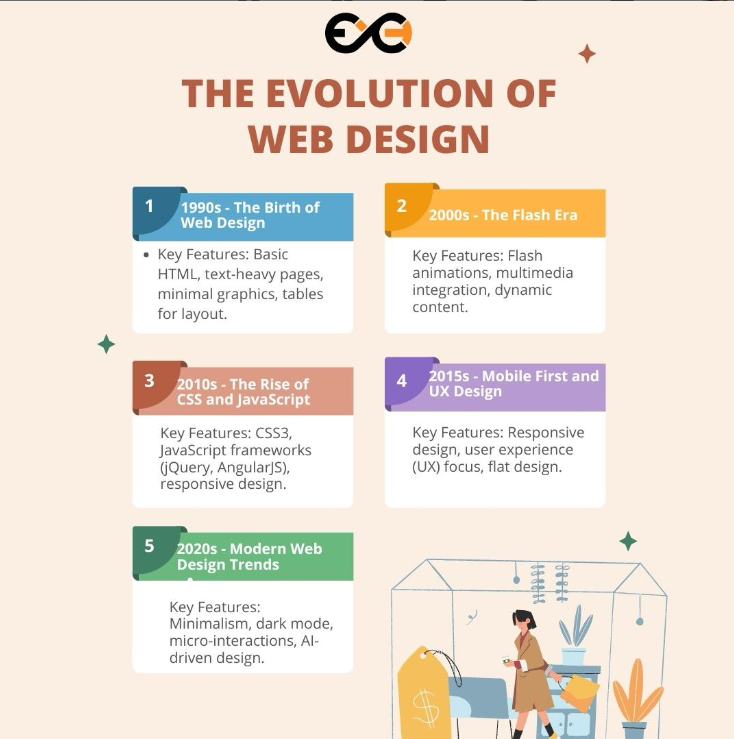 THE EVOLUTION OF
WEB DESIGN
1
1990s - The Birth of
Web Design
• Key Features: Basic
HTML, text-heavy pages,
minimal graphics, tables
for layout.
2
2000s - The Flash Era
Key Features: Flash
animations, multimedia
integration, dynamic
content.
3
2010s - The Rise of
CSS and JavaScript
Key Features: CSS3,
JavaScript frameworks
(jQuery, AngularJS),
responsive design.
4
2015s - Mobile First and
UX Design
Key Features: Responsive
design, user experience
(UX) focus, flat design.
5
2020s - Modern Web
Design Trends
Key Features:
Minimalism, dark mode,
micro-interactions, AI-
driven design.
$